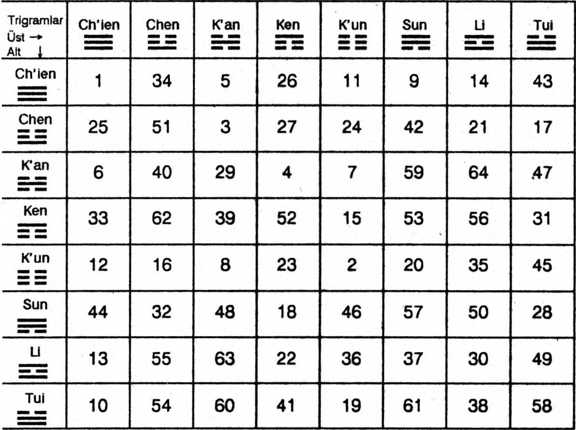 Trigramlar
Üst →
Alt ↓
Ch'ien Chen K'an Ken K'un Sun Li Tui
Ch'ien 1 34 5 26 11 9 14 43
Chen 25 51 3 27 24 42 21 17
K'an 6 40 29 4 7 59 64 47
Ken 33 62 39 52 15 53 56 31
K'un 12 16 8 23 2 20 35 45
Sun 44 32 48 18 46 57 50 28
Li 13 55 63 22 36 37 30 49
Tui 10 54 60 41 19 61 38 58